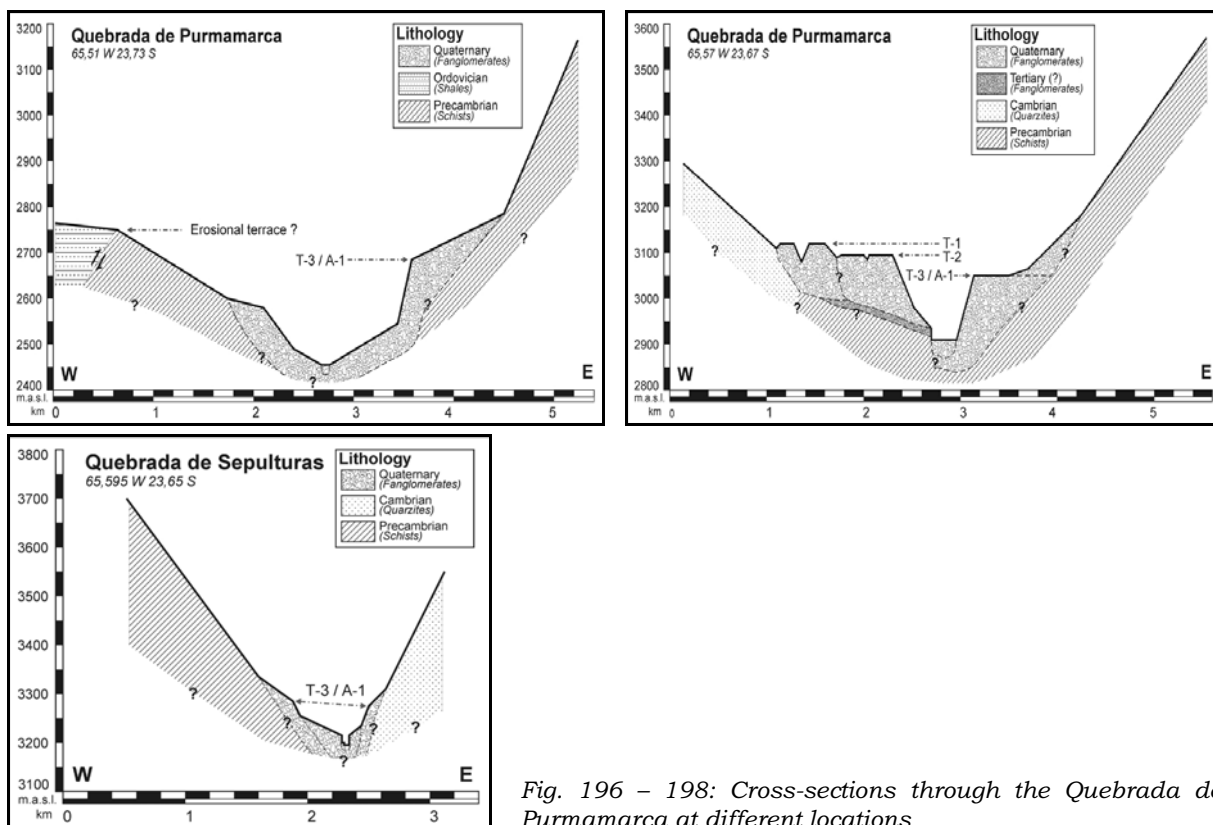 3200
3100
3000
2900
2800
2700
2600
2500
2400
m.a.s.l.
km
Quebrada de Purmamarca
65,51 W 23,73 S
Lithology
Quaternary
(Fanglomerates)
Ordovician
(Shales)
Precambrian
(Schists)
Erosional terrace ?
T-3 / A-1
?
?
?
?
?
W
E
0
1
2
3
4
5
3600
3500
3400
3300
3200
3100
3000
2900
2800
m.a.s.l.
km
Quebrada de Purmamarca
65,57 W 23,67 S
Lithology
Quaternary
(Fanglomerates)
Tertiary (?)
(Fanglomerates)
Cambrian
(Quarzites)
Precambrian
(Schists)
T-1
T-2
T-3 / A-1
?
?
?
?
?
?
?
W
E
0
1
2
3
4
5
3800
3700
3600
3500
3400
3300
3200
3100
m.a.s.l.
km
Quebrada de Sepulturas
65,595 W 23,65 S
Lithology
Quaternary
(Fanglomerates)
Cambrian
(Quarzites)
Precambrian
(Schists)
T-3 / A-1
?
?
?
?
?
W
E
0
1
2
3
Fig. 196 – 198: Cross-sections through the Quebrada de
Purmamarca at different locations